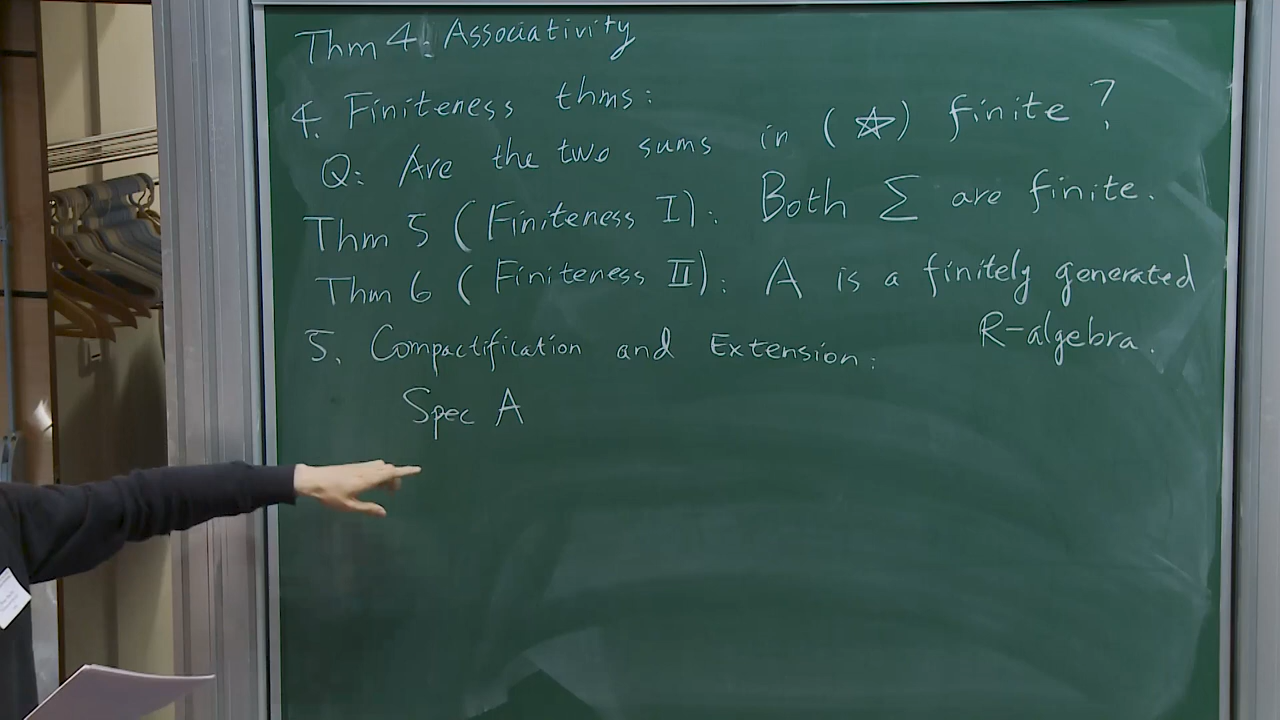 Thm 4: Associativity
4. Finiteness thms:
Q: Are the two sums in (☆) finite?
Thm 5 (Finiteness I): Both Σ are finite.
Thm 6 (Finiteness II): A is a finitely generated
R-algebra.
5. Compactification and Extension:
Spec A